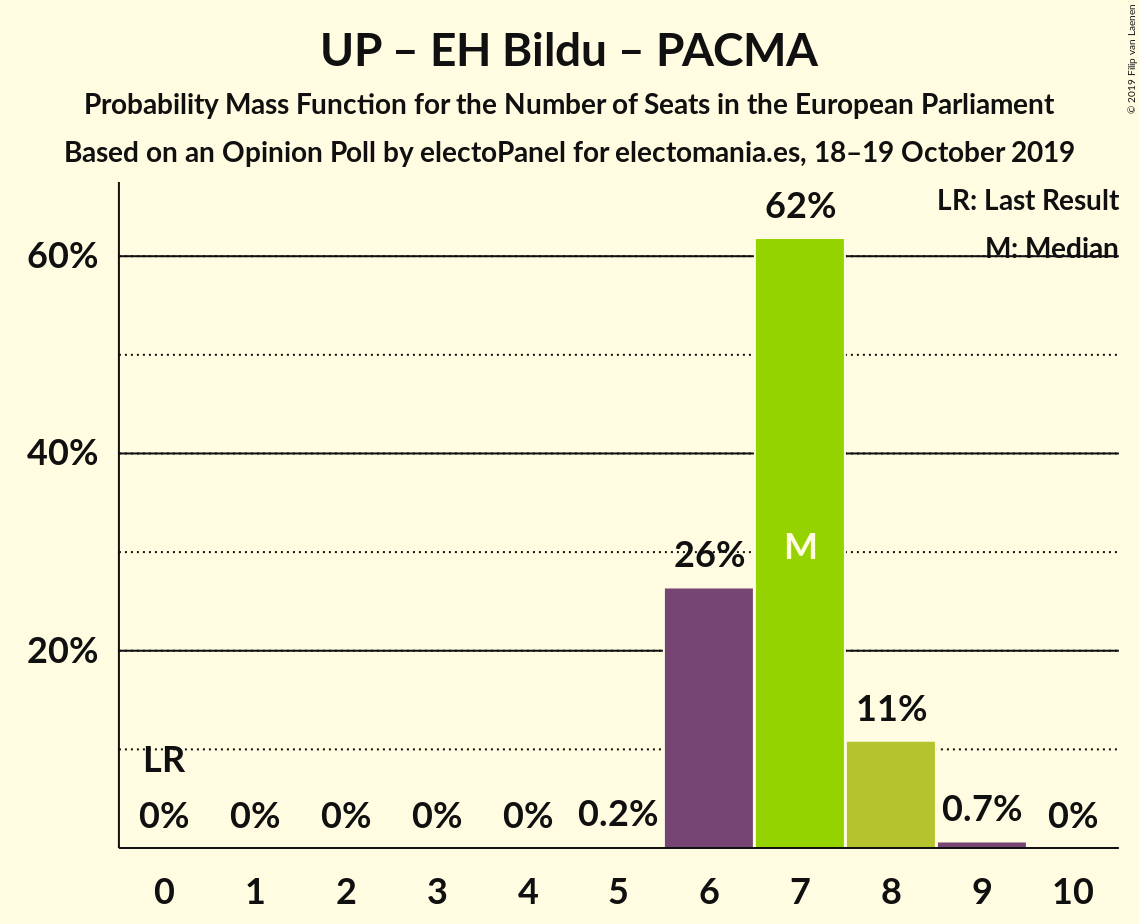 UP – EH Bildu – PACMA
Probability Mass Function for the Number of Seats in the European Parliament
Based on an Opinion Poll by electoPanel for electomania.es, 18–19 October 2019
© 2019 Filip van Laenen
LR: Last Result
M: Median
62%
60%
40%
26%
M
20%
11%
LR
0% 0% 0% 0% 0% 0.2% 0.7% 0%
0 1 2 3 4 5 6 7 8 9 10